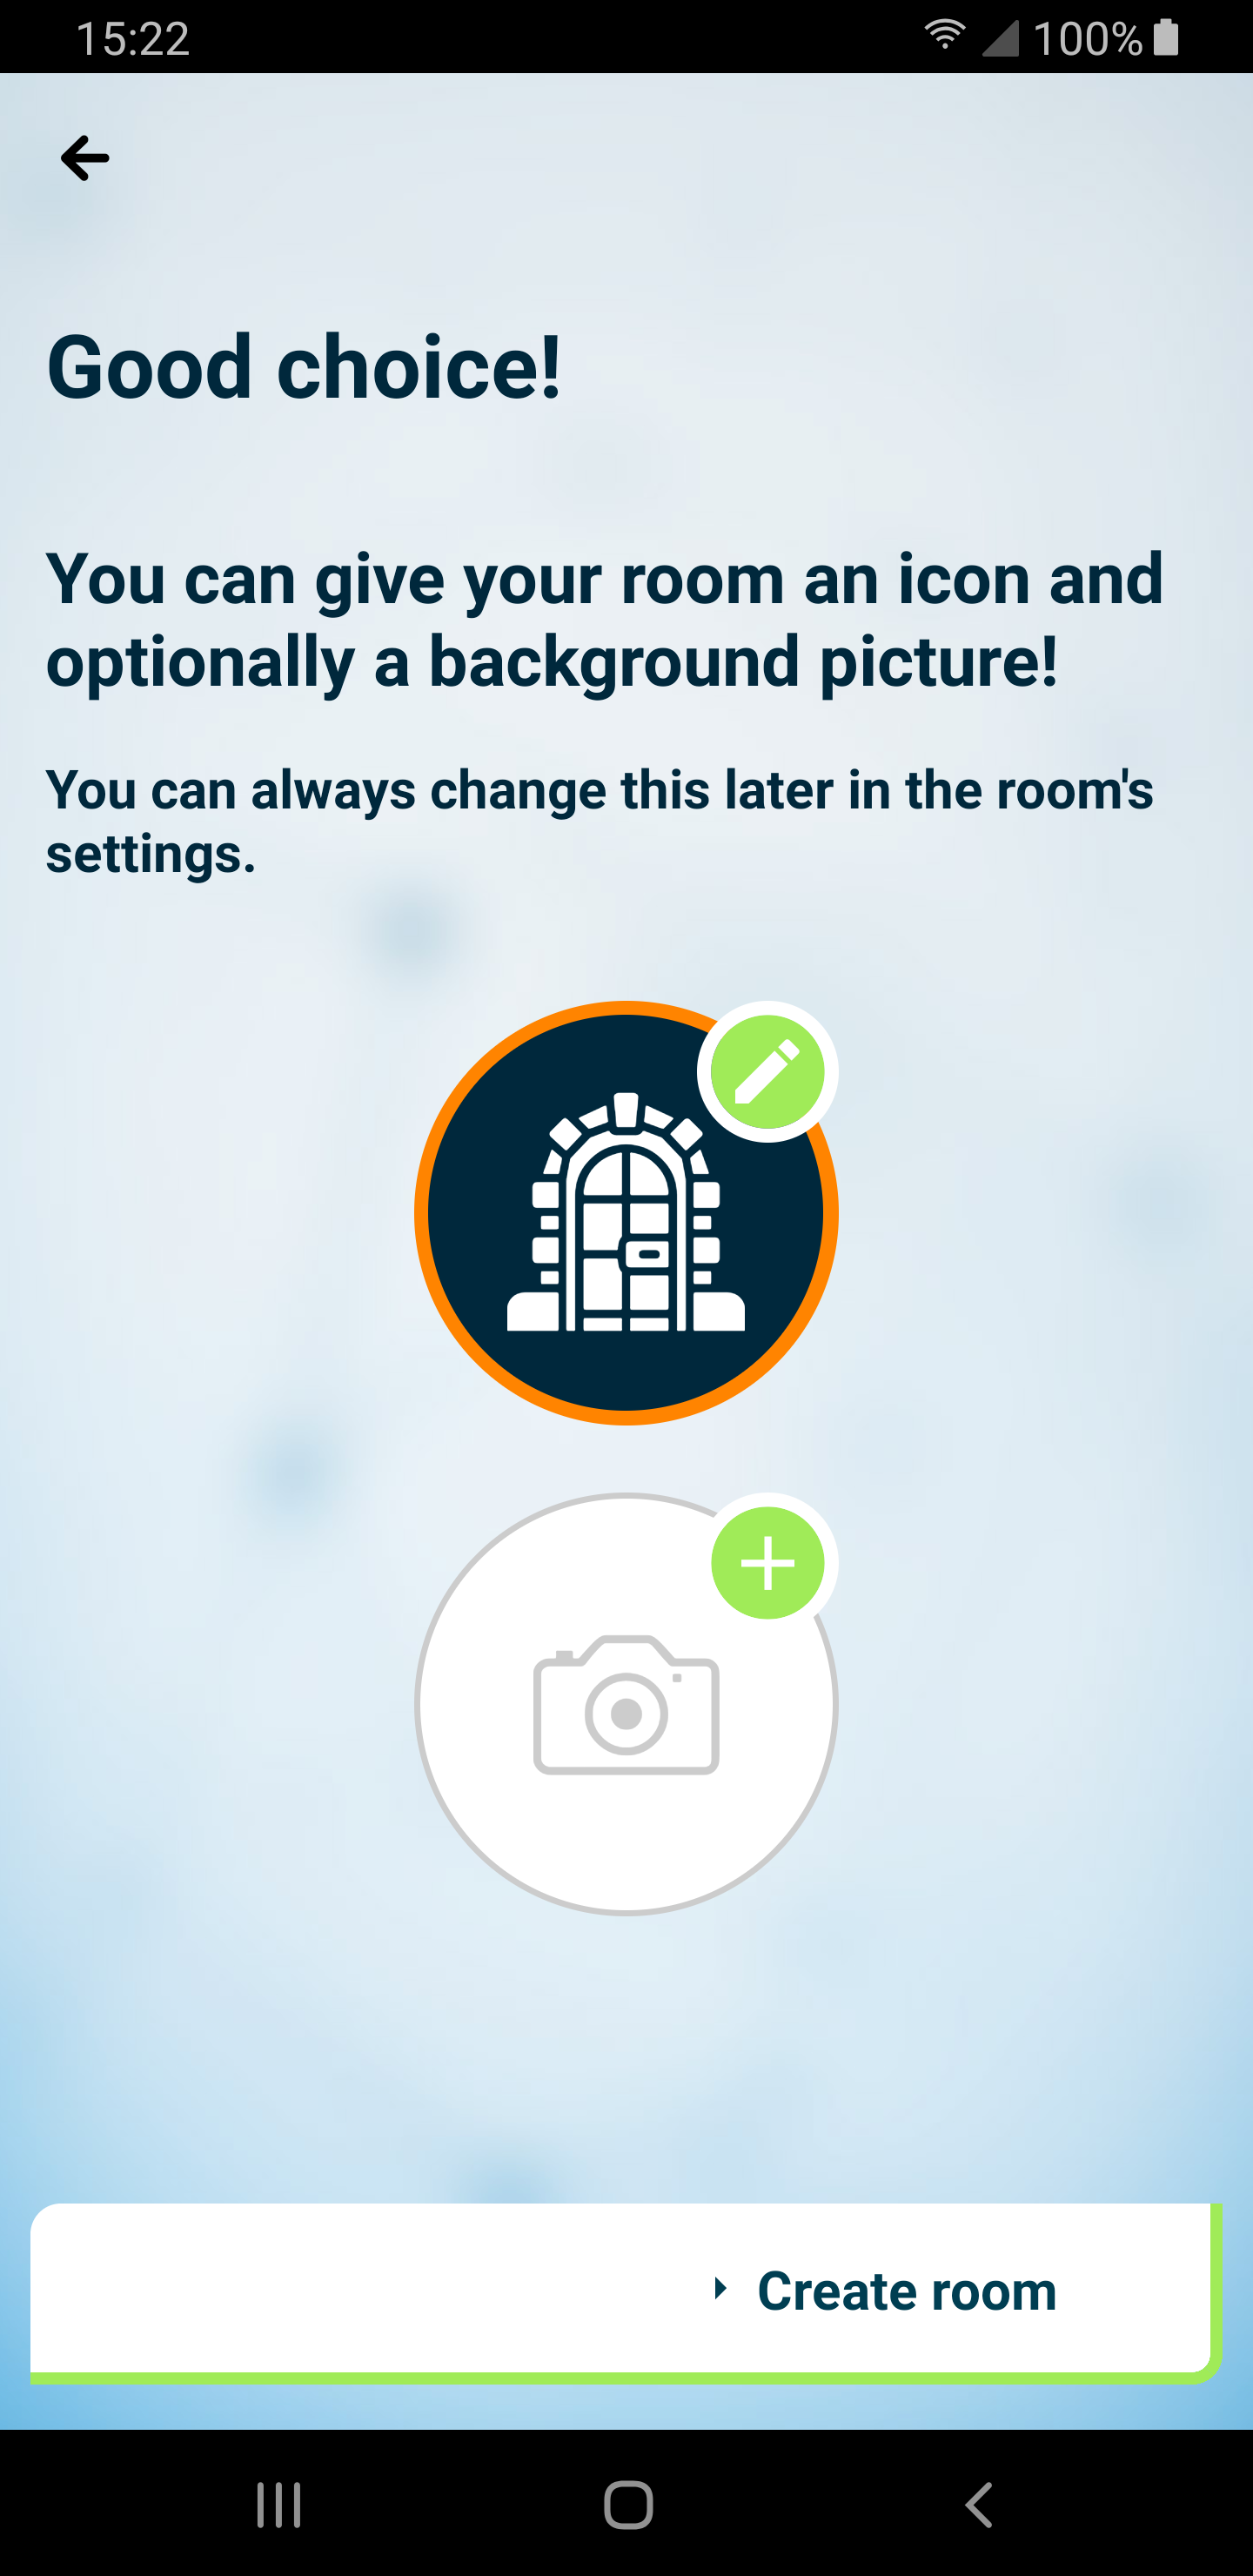 15:22
100%
Good choice!
You can give your room an icon and
optionally a background picture!
You can always change this later in the room's
settings.
Create room